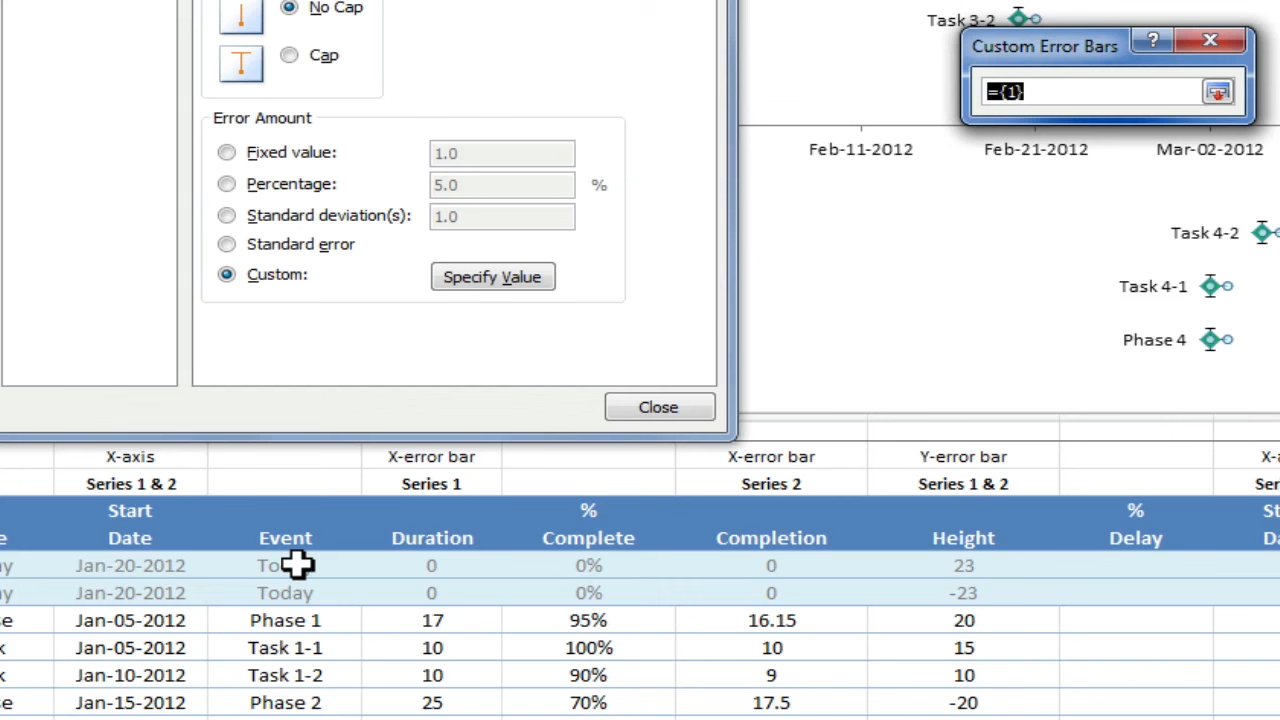 No Cap
Cap
Error Amount
Fixed value: 1.0
Percentage: 5.0 %
Standard deviation(s): 1.0
Standard error
Custom: Specify Value
Close
Task 3-2
Custom Error Bars ?
={1}
Feb-11-2012 Feb-21-2012 Mar-02-2012
Task 4-2
Task 4-1
Phase 4
X-axis X-error bar X-error bar Y-error bar X-a
Series 1 & 2 Series 1 Series 2 Series 1 & 2 Ser
Start % % St
e Date Event Duration Complete Completion Height Delay Da
y Jan-20-2012 To 0 0% 0 23
y Jan-20-2012 Today 0 0% 0 -23
se Jan-05-2012 Phase 1 17 95% 16.15 20
k Jan-05-2012 Task 1-1 10 100% 10 15
k Jan-10-2012 Task 1-2 10 90% 9 10
se Jan-15-2012 Phase 2 25 70% 17.5 -20